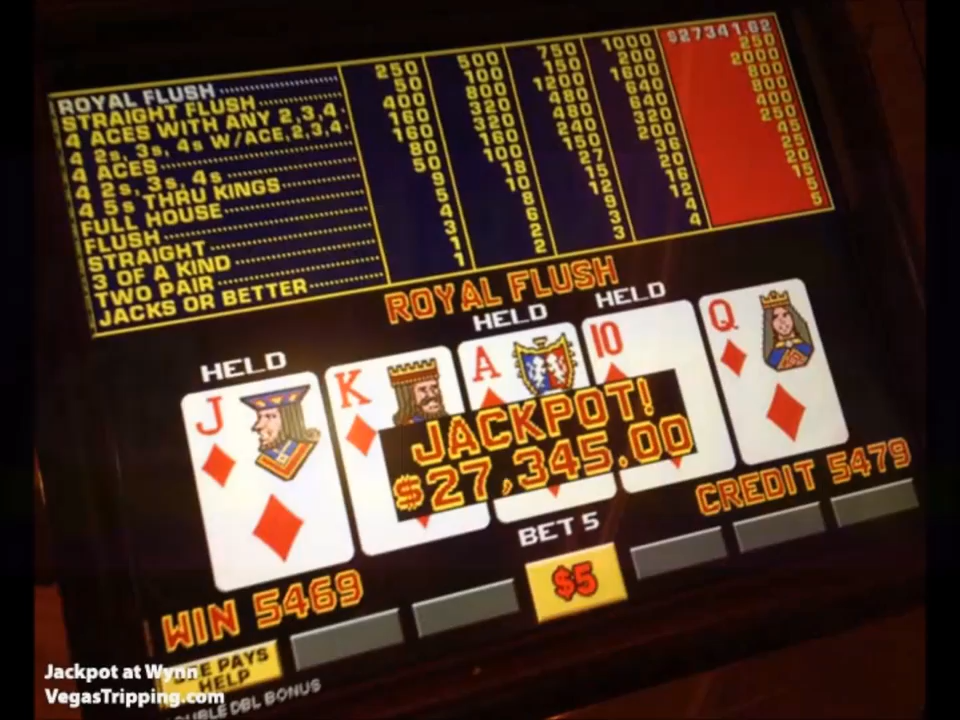 ROYAL FLUSH 250 500 750 1000 $27341.62
STRAIGHT FLUSH 50 100 150 200 250
4 ACES WITH ANY 2,3,4 400 800 1200 1600 2000
4 2s, 3s, 4s W/ACE,2,3,4 160 320 480 640 800
4 ACES 160 320 480 640 800
4 2s, 3s, 4s 80 160 240 320 400
4 5s THRU KINGS 50 100 150 200 250
FULL HOUSE 9 18 27 36 45
FLUSH 5 10 15 20 25
STRAIGHT 4 8 12 16 20
3 OF A KIND 3 6 9 12 15
TWO PAIR 1 2 3 4 5
JACKS OR BETTER 1 2 3 4 5
ROYAL FLUSH
HELD HELD HELD
J K A 10 Q
JACKPOT!
$27,345.00
WIN 5469 BET 5 CREDIT 5479
$5
PAYS
HELP
DBL BONUS
Jackpot at Wynn
VegasTripping.com